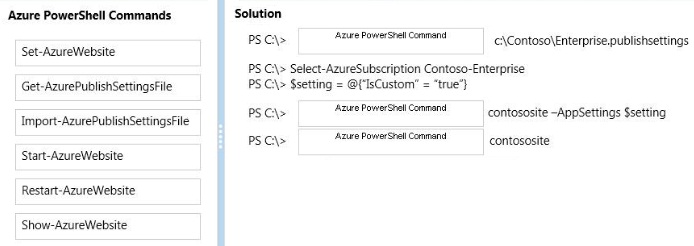 Azure PowerShell Commands
Set-AzureWebsite
Get-AzurePublishSettingsFile
Import-AzurePublishSettingsFile
Start-AzureWebsite
Restart-AzureWebsite
Show-AzureWebsite
Solution
PS C:\> Azure PowerShell Command c:\Contoso\Enterprise.publishsettings
PS C:\> Select-AzureSubscription Contoso-Enterprise
PS C:\> $setting = @{“IsCustom” = “true”}
PS C:\> Azure PowerShell Command contososite –AppSettings $setting
PS C:\> Azure PowerShell Command contososite